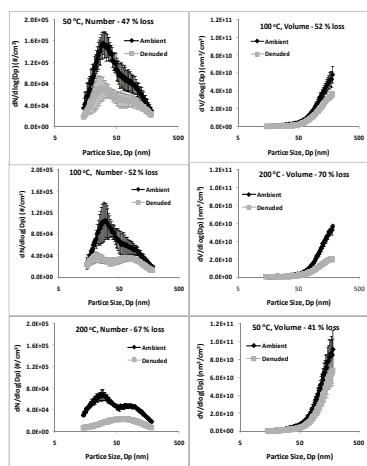 50 °C, Number - 47 % loss
dN/dlog(Dp) (#/cm³)
2.0E+05
1.6E+05
1.2E+05
8.0E+04
4.0E+04
0.0E+00
Ambient
Denuded
5 50 500
Partice Size, Dp (nm)
100 °C, Volume - 52 % loss
dV/dlog(Dp) (nm³/cm³)
1.2E+11
1.0E+11
8.0E+10
6.0E+10
4.0E+10
2.0E+10
0.0E+00
Ambient
Denuded
5 50 500
Partice Size, Dp (nm)
100 °C, Number - 52 % loss
dN/dlog(Dp) (#/cm³)
2.0E+05
1.6E+05
1.2E+05
8.0E+04
4.0E+04
0.0E+00
Ambient
Denuded
5 50 500
Partice Size, Dp (nm)
200 °C - Volume - 70 % loss
dV/dlog(Dp) (nm³/cm³)
1.2E+11
1.0E+11
8.0E+10
6.0E+10
4.0E+10
2.0E+10
0.0E+00
Ambient
Denuded
5 50 500
Partice Size, Dp (nm)
200 °C, Number - 67 % loss
dN/dlog(Dp) (#/cm³)
2.0E+05
1.6E+05
1.2E+05
8.0E+04
4.0E+04
0.0E+00
Ambient
Denuded
5 50 500
Partice Size, Dp (nm)
50 °C, Volume - 41 % loss
dV/dlog(Dp) (nm³/cm³)
1.2E+11
1.0E+11
8.0E+10
6.0E+10
4.0E+10
2.0E+10
0.0E+00
Ambient
Denuded
5 50 500
Partice Size, Dp (nm)